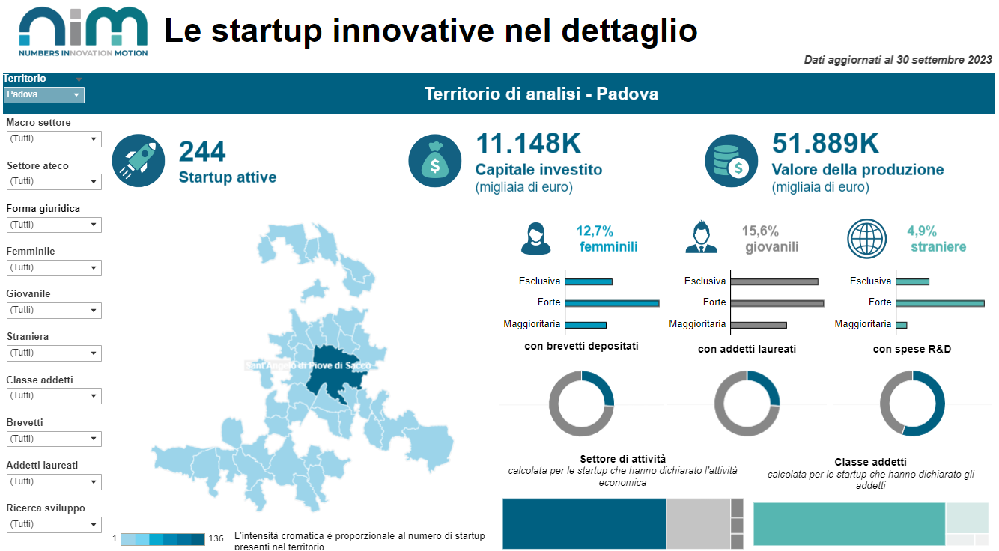 nim
NUMBERS INNOVATION MOTION
Le startup innovative nel dettaglio
Dati aggiornati al 30 settembre 2023
Territorio
Padova
Territorio di analisi - Padova
Macro settore
(Tutti)
Settore ateco
(Tutti)
Forma giuridica
(Tutti)
Femminile
(Tutti)
Giovanile
(Tutti)
Straniera
(Tutti)
Classe addetti
(Tutti)
Brevetti
(Tutti)
Addetti laureati
(Tutti)
Ricerca sviluppo
(Tutti)
244
Startup attive
11.148K
Capitale investito
(migliaia di euro)
51.889K
Valore della produzione
(migliaia di euro)
Sant'Angelo di Piove di Sacco
1
136
L'intensità cromatica è proporzionale al numero di startup
presenti nel territorio
12,7%
femminili
15,6%
giovanili
4,9%
straniere
Esclusiva
Forte
Maggioritaria
Esclusiva
Forte
Maggioritaria
Esclusiva
Forte
Maggioritaria
con brevetti depositati
con addetti laureati
con spese R&D
Settore di attività
calcolata per le startup che hanno dichiarato l'attività
economica
Classe addetti
calcolata per le startup che hanno dichiarato gli
addetti